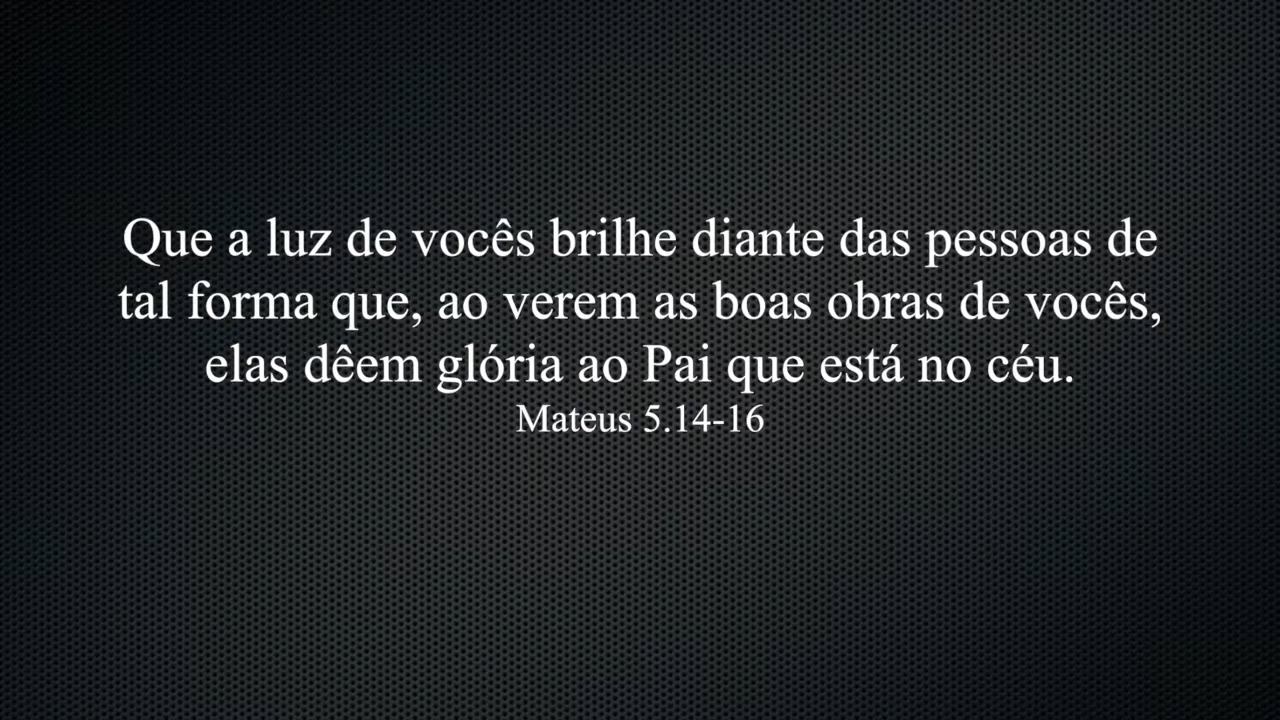 Que a luz de vocês brilhe diante das pessoas de
tal forma que, ao verem as boas obras de vocês,
elas dêem glória ao Pai que está no céu.
Mateus 5.14-16